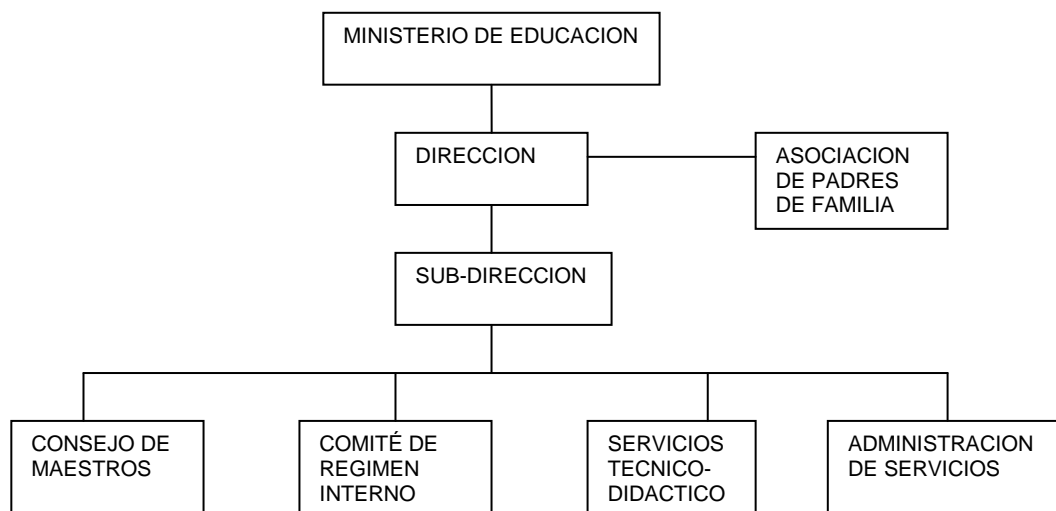 MINISTERIO DE EDUCACION
DIRECCION
ASOCIACION
DE PADRES
DE FAMILIA
SUB-DIRECCION
CONSEJO DE
MAESTROS
COMITÉ DE
REGIMEN
INTERNO
SERVICIOS
TECNICO-
DIDACTICO
ADMINISTRACION
DE SERVICIOS